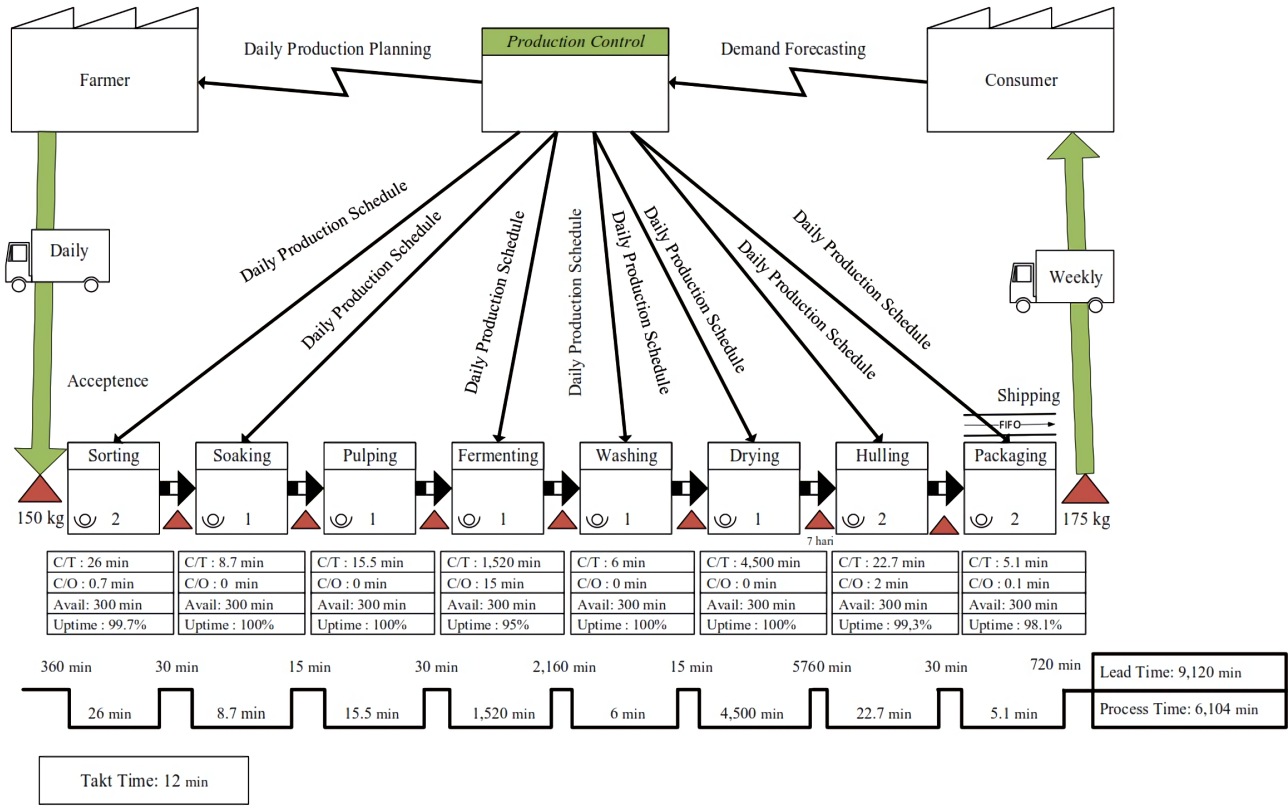 Daily Production Planning
Production Control
Demand Forecasting
Farmer
Consumer
Daily Production Schedule
Daily Production Schedule
Daily Production Schedule
Daily Production Schedule
Daily Production Schedule
Daily Production Schedule
Daily Production Schedule
Daily Production Schedule
Daily
Weekly
Acceptence
Shipping
FIFO
Sorting
Soaking
Pulping
Fermenting
Washing
Drying
Hulling
Packaging
150 kg
2
1
1
1
1
1
2
2
175 kg
7 hari
C/T : 26 min
C/O : 0.7 min
Avail: 300 min
Uptime : 99.7%
C/T : 8.7 min
C/O : 0 min
Avail: 300 min
Uptime : 100%
C/T : 15.5 min
C/O : 0 min
Avail: 300 min
Uptime : 100%
C/T : 1,520 min
C/O : 15 min
Avail: 300 min
Uptime : 95%
C/T : 6 min
C/O : 0 min
Avail: 300 min
Uptime : 100%
C/T : 4,500 min
C/O : 0 min
Avail: 300 min
Uptime : 100%
C/T : 22.7 min
C/O : 2 min
Avail: 300 min
Uptime : 99,3%
C/T : 5.1 min
C/O : 0.1 min
Avail: 300 min
Uptime : 98.1%
360 min
30 min
15 min
30 min
2,160 min
15 min
5760 min
30 min
720 min
Lead Time: 9,120 min
26 min
8.7 min
15.5 min
1,520 min
6 min
4,500 min
22.7 min
5.1 min
Process Time: 6,104 min
Takt Time: 12 min